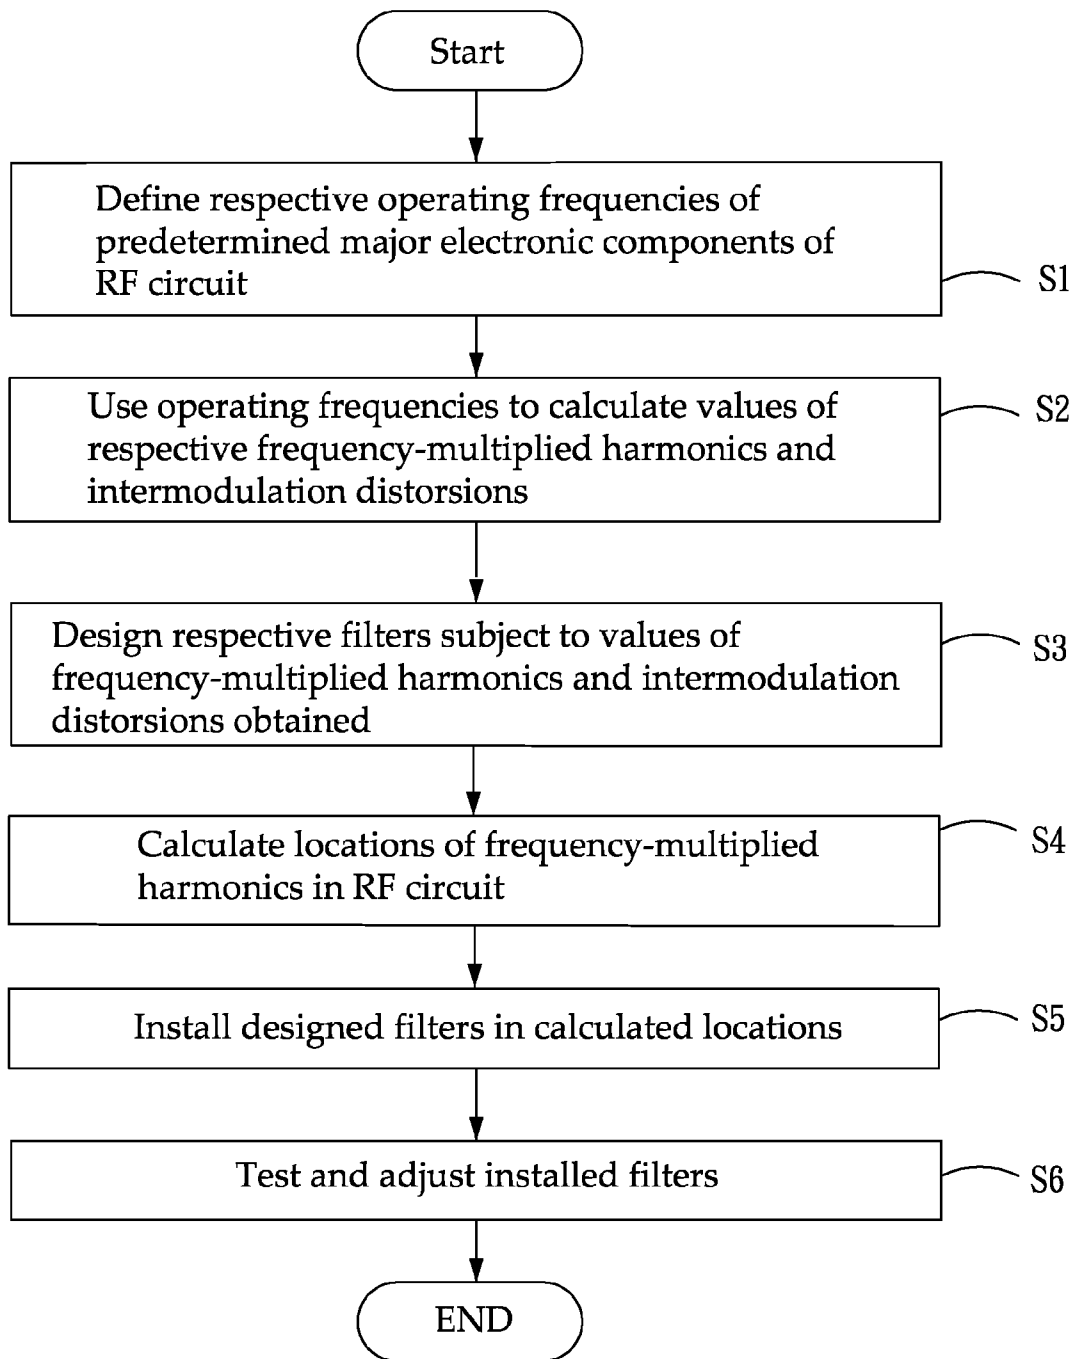 Start
Define respective operating frequencies of
predetermined major electronic components of
RF circuit
S1
Use operating frequencies to calculate values of
respective frequency-multiplied harmonics and
intermodulation distorsions
S2
Design respective filters subject to values of
frequency-multiplied harmonics and intermodulation
distorsions obtained
S3
Calculate locations of frequency-multiplied
harmonics in RF circuit
S4
Install designed filters in calculated locations
S5
Test and adjust installed filters
S6
END